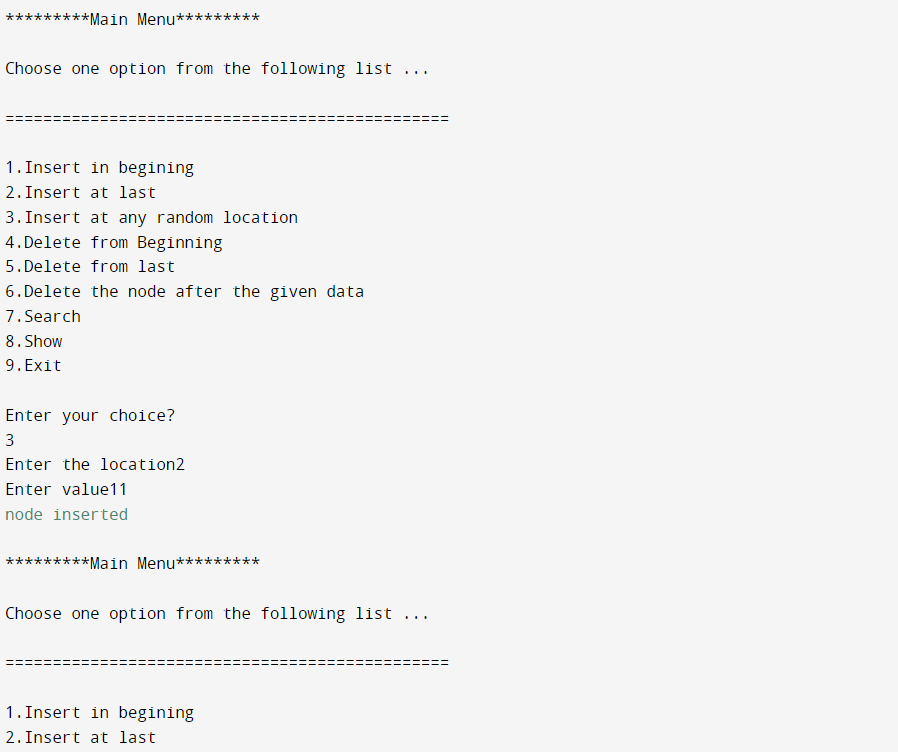 *********Main Menu*********
Choose one option from the following list ...
===============================================
1.Insert in begining
2.Insert at last
3.Insert at any random location
4.Delete from Beginning
5.Delete from last
6.Delete the node after the given data
7.Search
8.Show
9.Exit
Enter your choice?
3
Enter the location2
Enter value11
node inserted
*********Main Menu*********
Choose one option from the following list ...
===============================================
1.Insert in begining
2.Insert at last